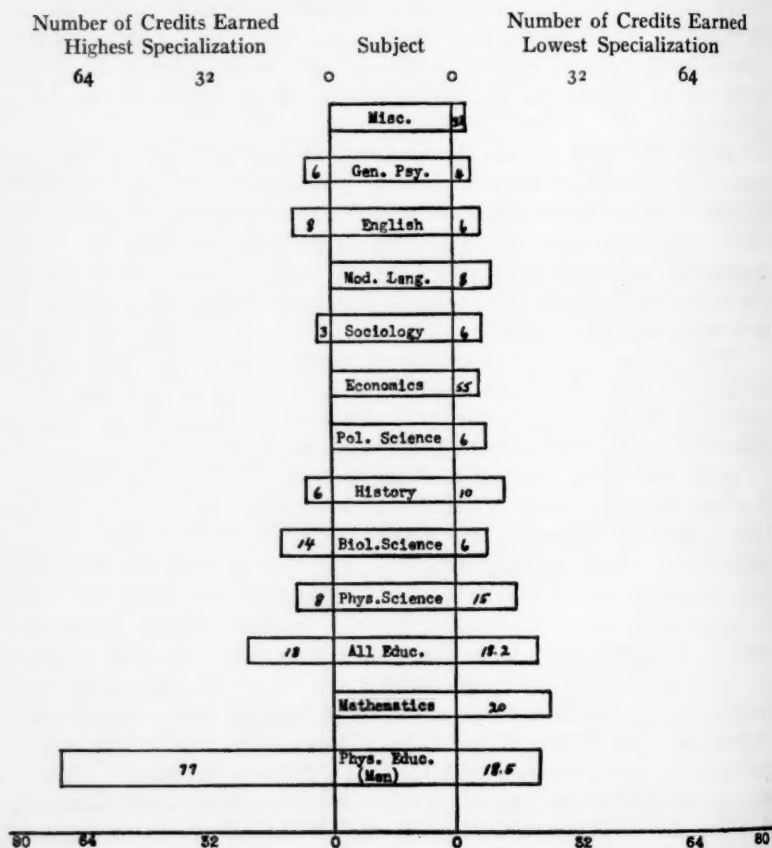 Number of Credits Earned Highest Specialization
Subject
Number of Credits Earned Lowest Specialization
64 32 0 0 32 64
Misc.
6 Gen. Psy. 4
8 English 6
Mod. Lang. 8
3 Sociology 6
Economics 55
Pol. Science 6
6 History 10
14 Biol.Science 6
8 Phys.Science 15
18 All Educ. 18.2
Mathematics 20
77 Phys. Educ. (Men) 18.5
80 64 32 0 0 32 64 80